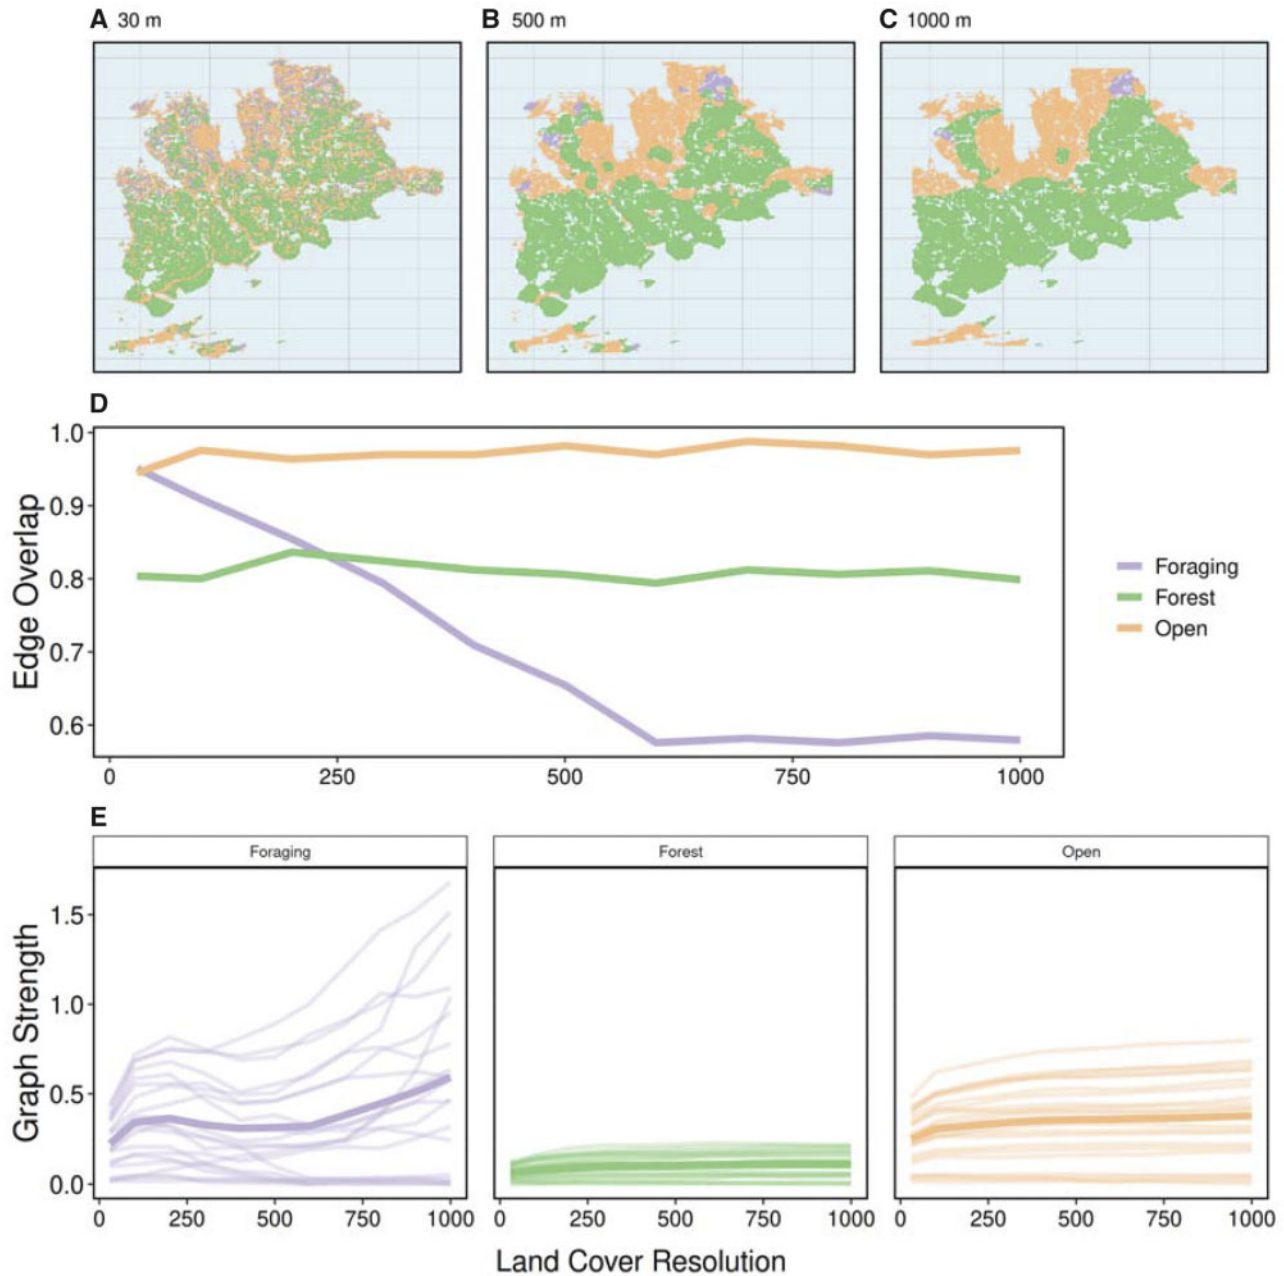 A 30 m
B 500 m
C 1000 m
D
1.0
0.9
0.8
0.7
0.6
Edge Overlap
0 250 500 750 1000
Foraging
Forest
Open
E
Foraging Forest Open
1.5
1.0
0.5
0.0
Graph Strength
0 250 500 750 1000 0 250 500 750 1000 0 250 500 750 1000
Land Cover Resolution